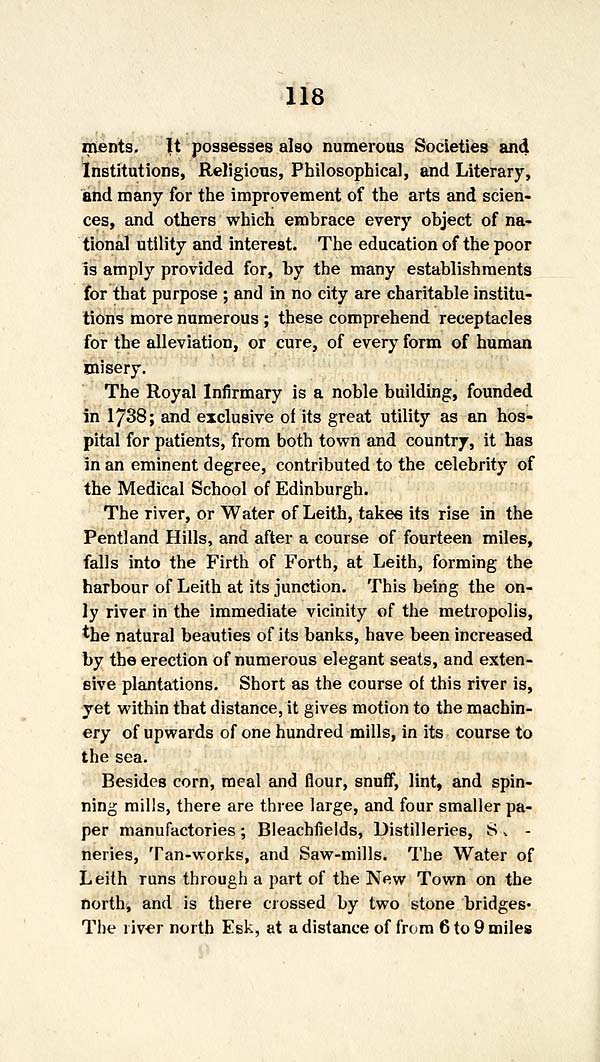 118
ments. It possesses also numerous Societies and
Institutions, Religious, Philosophical, and Literary,
and many for the improvement of the arts and scien-
ces, and others which embrace every object of na-
tional utility and interest. The education of the poor
is amply provided for, by the many establishments
for that purpose ; and in no city are charitable institu-
tions more numerous ; these comprehend receptacles
for the alleviation, or cure, of every form of human
misery.
The Royal Infirmary is a noble building, founded
in 1738; and exclusive of its great utility as an hos-
pital for patients, from both town and country, it has
in an eminent degree, contributed to the celebrity of
the Medical School of Edinburgh.
The river, or Water of Leith, takes its rise in the
Pentland Hills, and after a course of fourteen miles,
falls into the Firth of Forth, at Leith, forming the
harbour of Leith at its junction. This being the on-
ly river in the immediate vicinity of the metropolis,
the natural beauties of its banks, have been increased
by the erection of numerous elegant seats, and exten-
sive plantations. Short as the course of this river is,
yet within that distance, it gives motion to the machin-
ery of upwards of one hundred mills, in its course to
the sea.
Besides corn, meal and flour, snuff, lint, and spin-
ning mills, there are three large, and four smaller pa-
per manufactories ; Bleachfields, Distilleries,
neries, Tan-works, and Saw-mills. The Water of
Leith runs through a part of the New Town on the
north, and is there crossed by two stone bridges.
The river north Esk, at a distance of from 6 to 9 miles